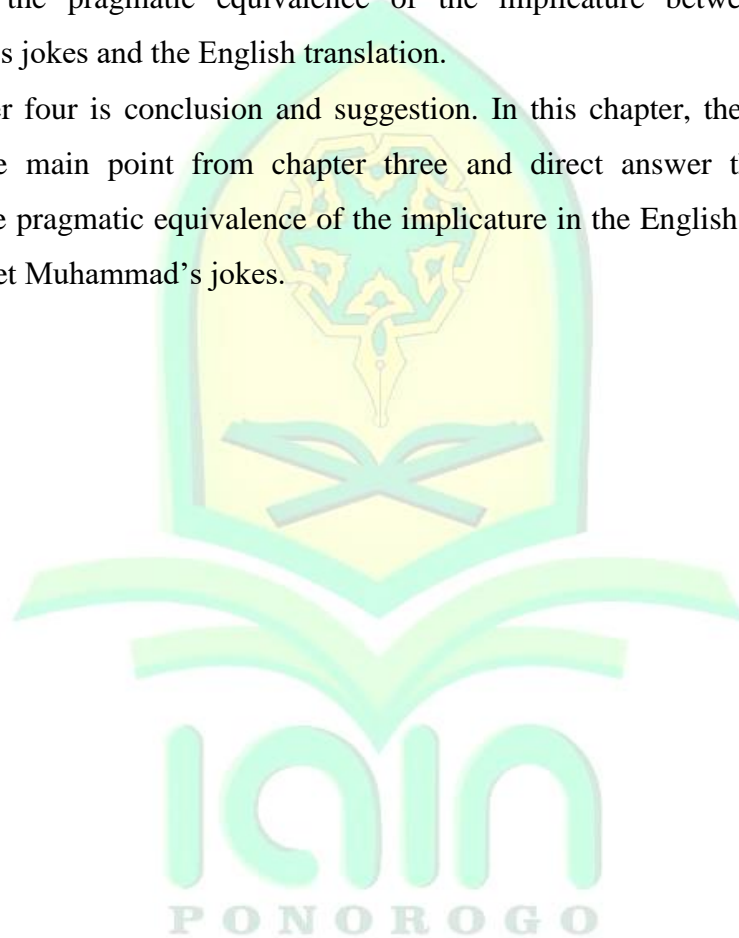 the pragmatic equivalence of the implicature betw
s jokes and the English translation.
er four is conclusion and suggestion. In this chapter, the
e main point from chapter three and direct answer t
e pragmatic equivalence of the implicature in the English
et Muhammad’s jokes.
IAIN
PONOROGO